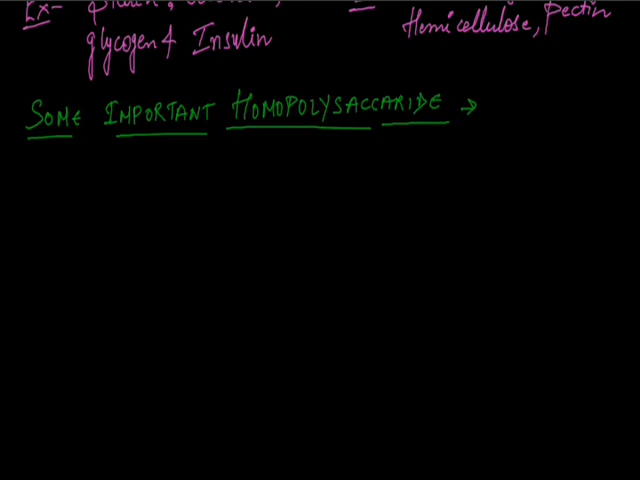 Ex-
Hemicellulose, pectin
glycogen & Insulin
SOME IMPORTANT HOMOPOLYSACCARIDE →